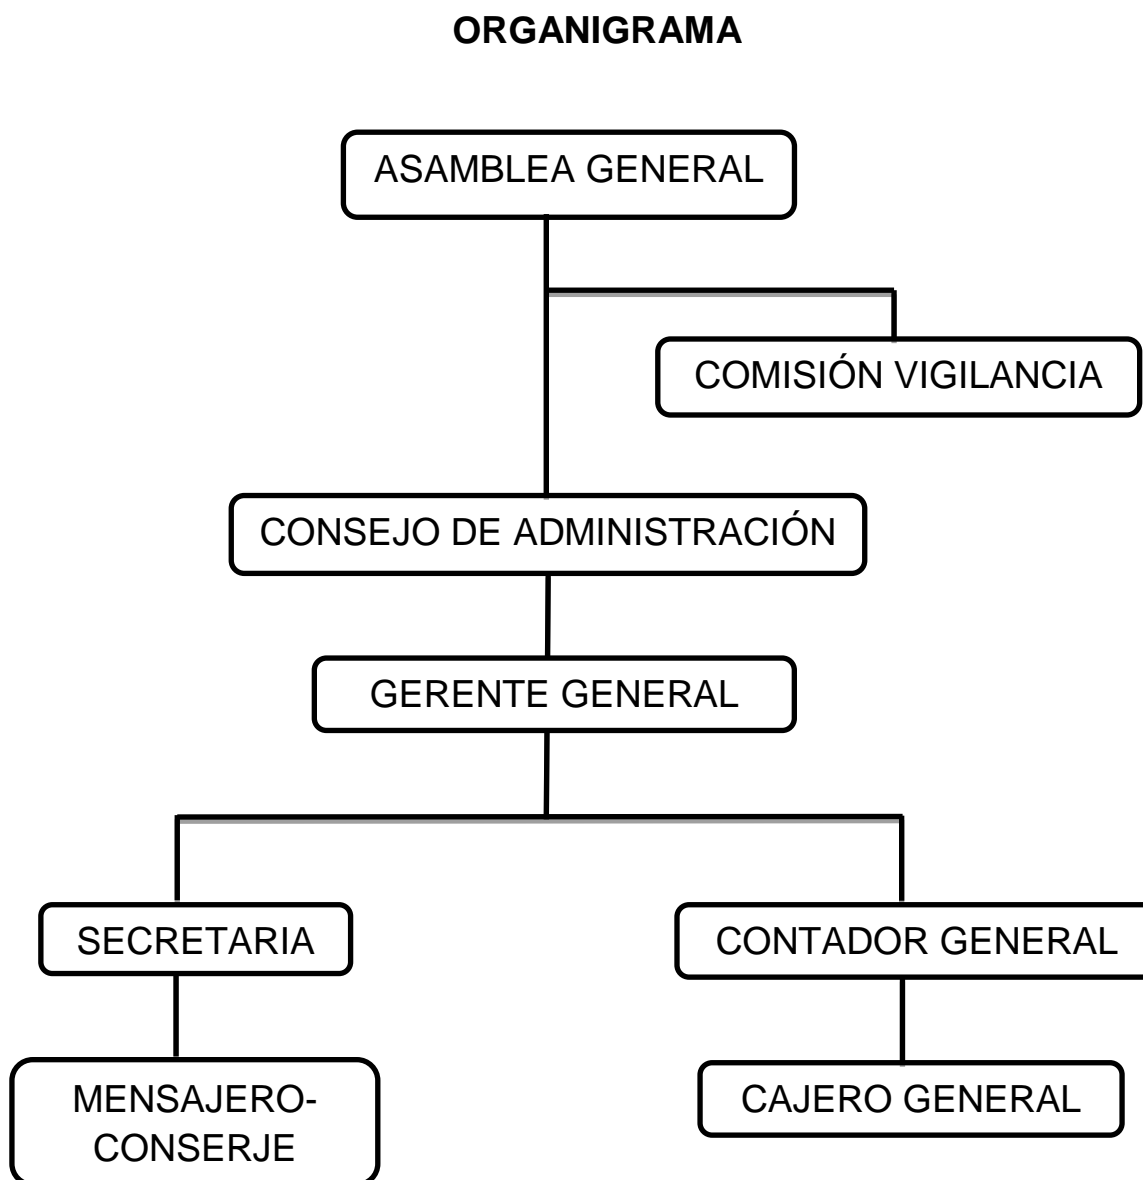 ORGANIGRAMA
ASAMBLEA GENERAL
COMISIÓN VIGILANCIA
CONSEJO DE ADMINISTRACIÓN
GERENTE GENERAL
SECRETARIA
CONTADOR GENERAL
MENSAJERO-
CONSERJE
CAJERO GENERAL